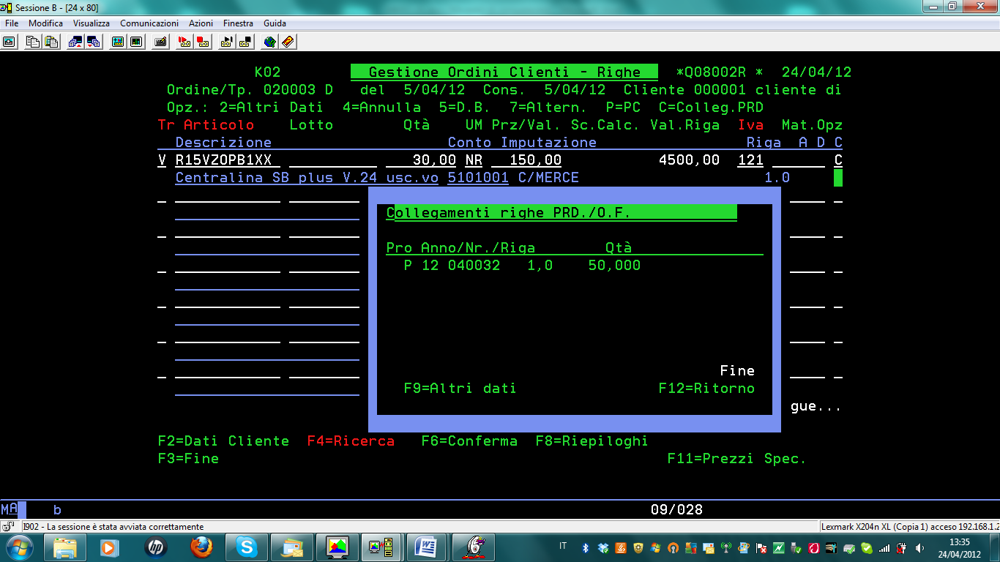 Sessione B - [24 x 80]
File Modifica Visualizza Comunicazioni Azioni Finestra Guida
K02 Gestione Ordini Clienti - Righe *Q08002R * 24/04/12
Ordine/Tp. 020003 D del 5/04/12 Cons. 5/04/12 Cliente 000001 cliente di
Opz.: 2=Altri Dati 4=Annulla 5=D.B. 7=Altern. P=PC C=Colleg.PRD
Tr Articolo Lotto Qtà UM Prz/Val. Sc.Calc. Val.Riga Iva Mat.Opz
Descrizione Conto Imputazione Riga A D C
V R15VZOPB1XX 30,00 NR 150,00 4500,00 121 C
Centralina SB plus V.24 usc.vo 5101001 C/MERCE 1.0
Collegamenti righe PRD./O.F.
Pro Anno/Nr./Riga Qtà
P 12 040032 1,0 50,000
Fine
F9=Altri dati F12=Ritorno
gue...
F2=Dati Cliente F4=Ricerca F6=Conferma F8=Riepiloghi
F3=Fine F11=Prezzi Spec.
MA b 09/028
I902 - La sessione è stata avviata correttamente Lexmark X204n XL (Copia 1) acceso 192.168.1.2
IT 13:35
24/04/2012